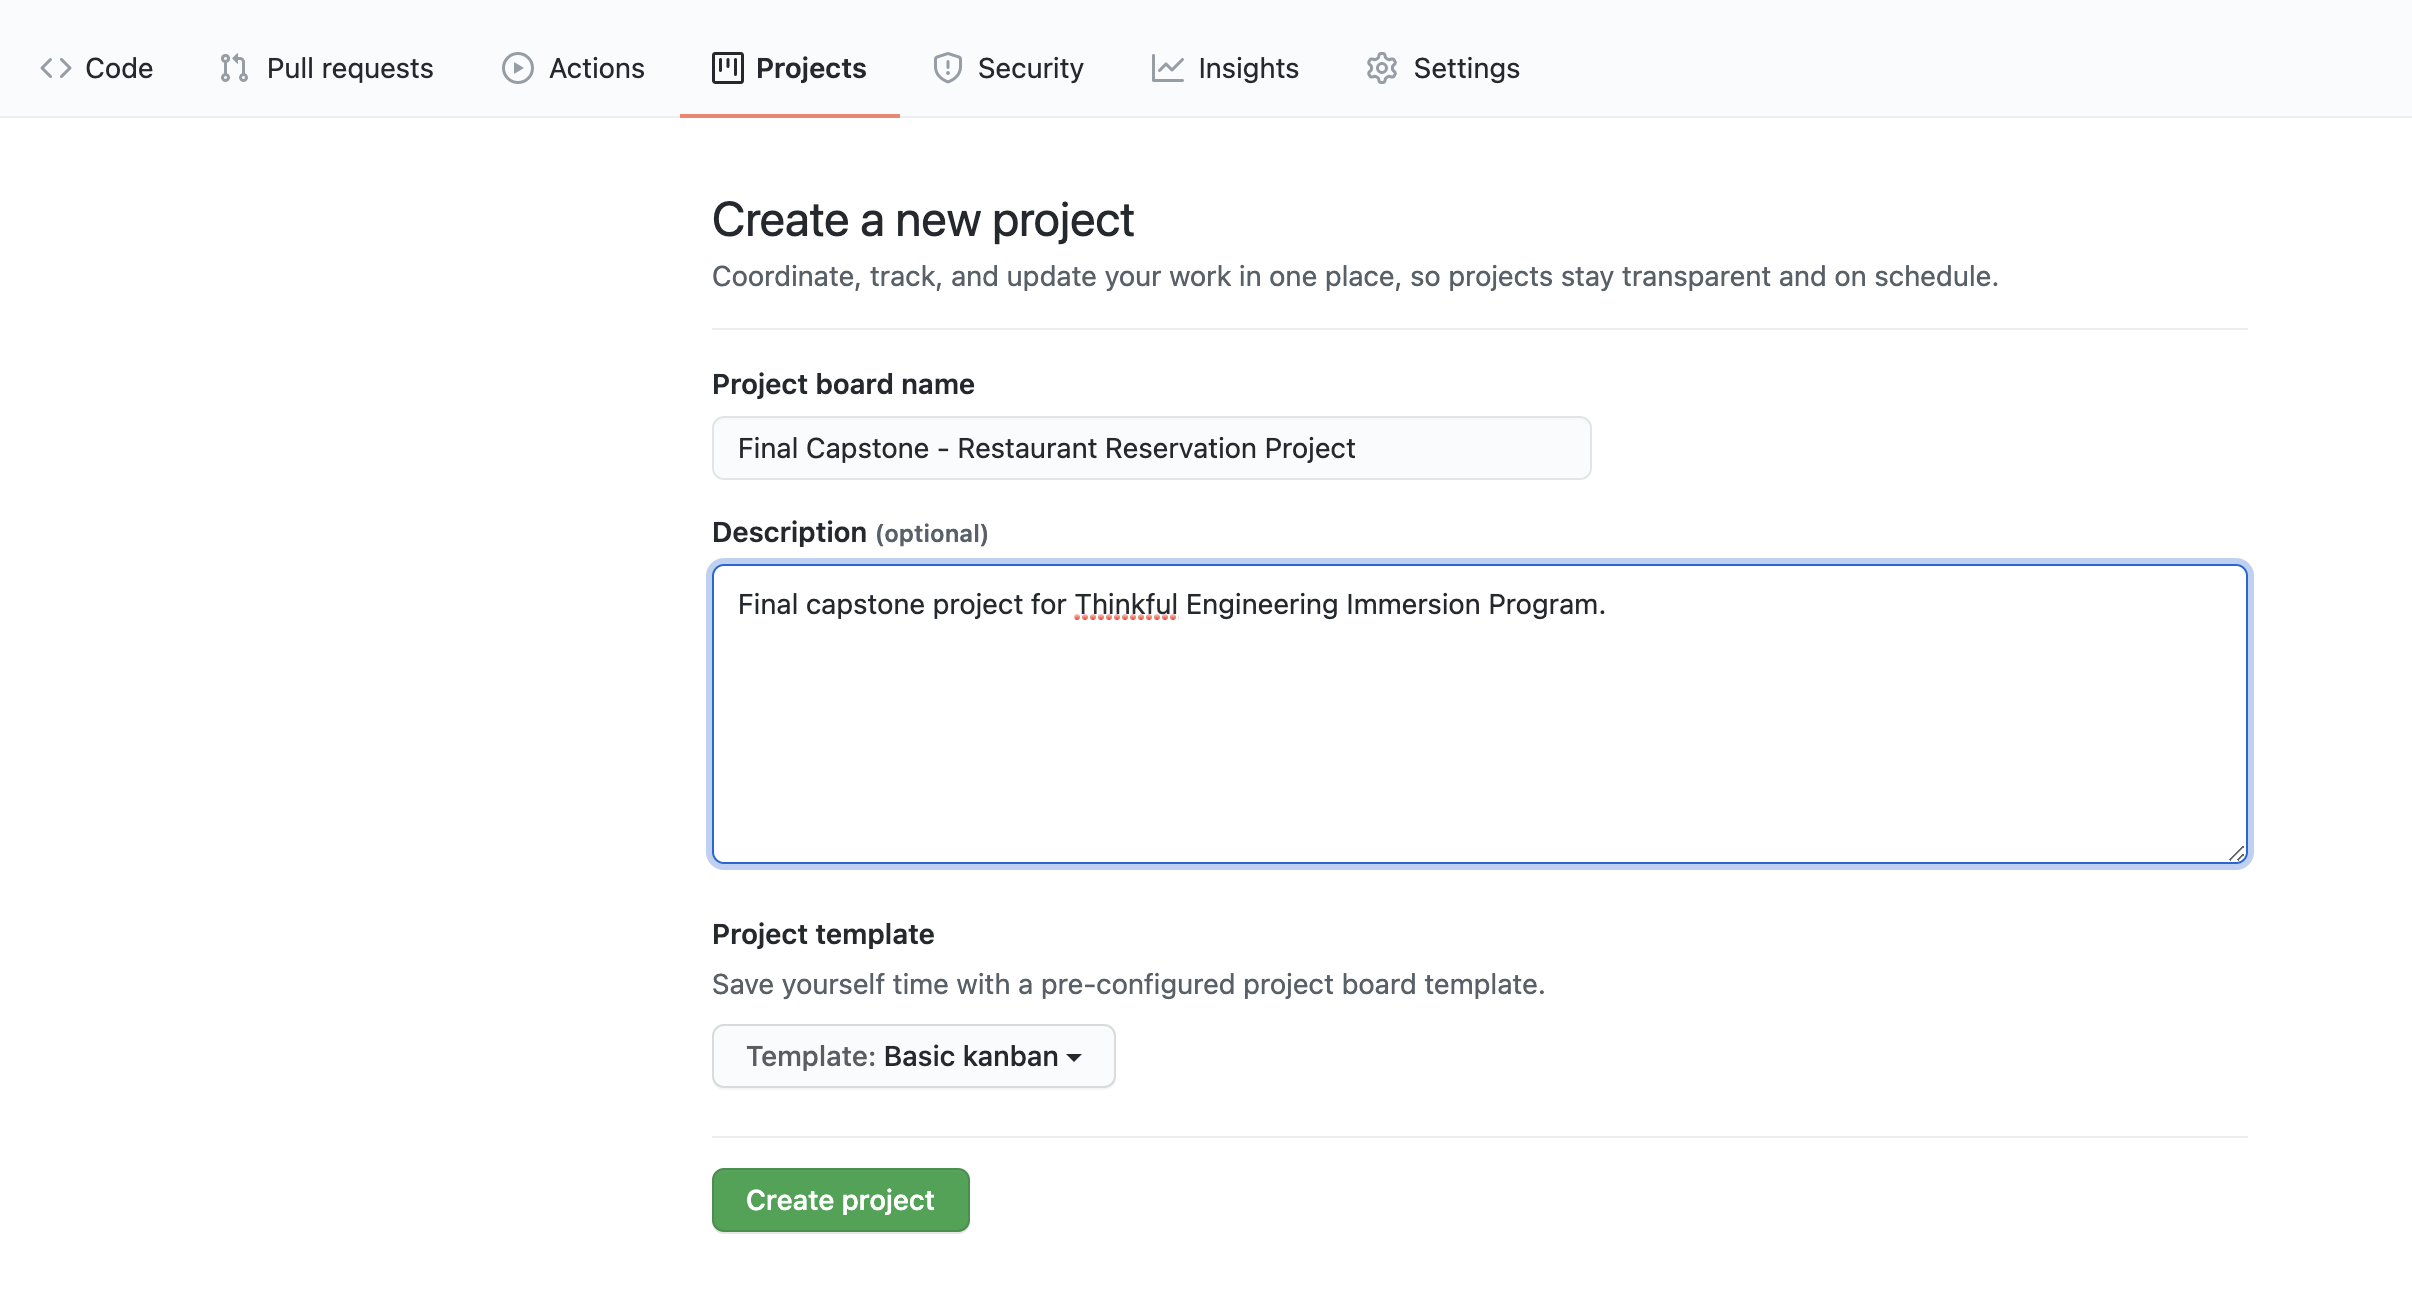 Code Pull requests Actions Projects Security Insights Settings
Create a new project
Coordinate, track, and update your work in one place, so projects stay transparent and on schedule.
Project board name
Final Capstone - Restaurant Reservation Project
Description (optional)
Final capstone project for Thinkful Engineering Immersion Program.
Project template
Save yourself time with a pre-configured project board template.
Template: Basic kanban
Create project